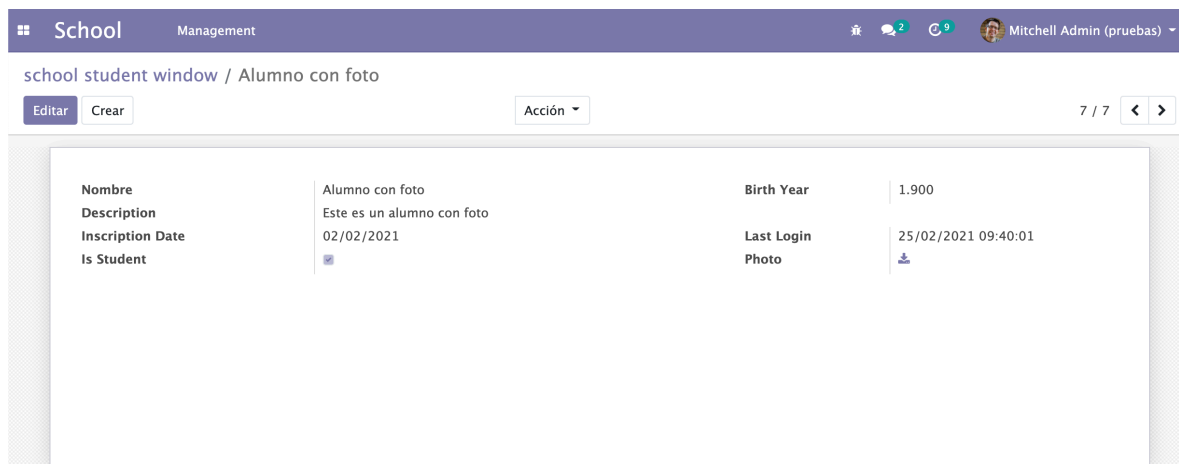 School Management 2 9 Mitchell Admin (pruebas)
school student window / Alumno con foto
Editar Crear Acción 7 / 7
Nombre Alumno con foto Birth Year 1.900
Description Este es un alumno con foto
Inscription Date 02/02/2021 Last Login 25/02/2021 09:40:01
Is Student Photo